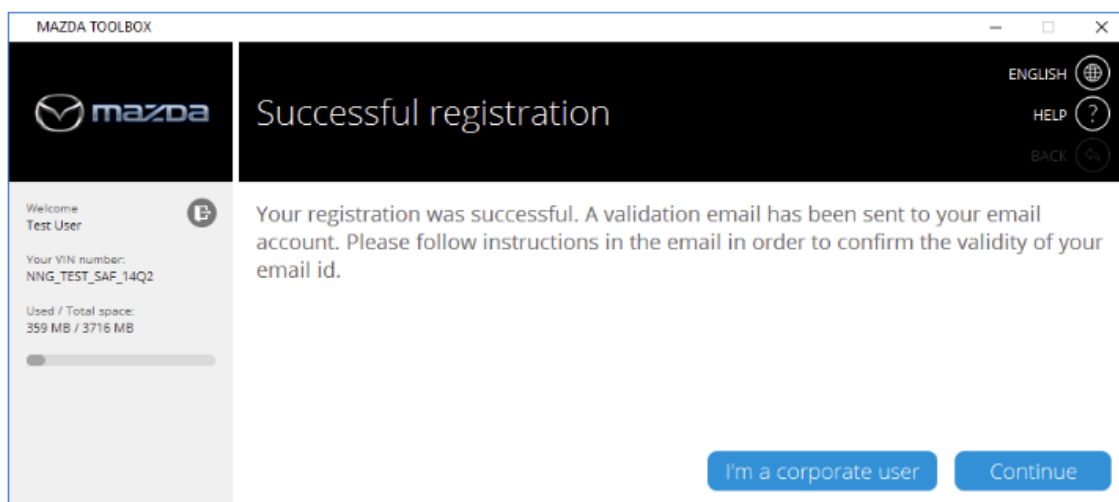 MAZDA TOOLBOX
mazda
Successful registration
ENGLISH
HELP ?
BACK
Welcome
Test User
Your VIN number:
NNG_TEST_SAF_14Q2
Used / Total space:
359 MB / 3716 MB
Your registration was successful. A validation email has been sent to your email
account. Please follow instructions in the email in order to confirm the validity of your
email id.
I'm a corporate user
Continue